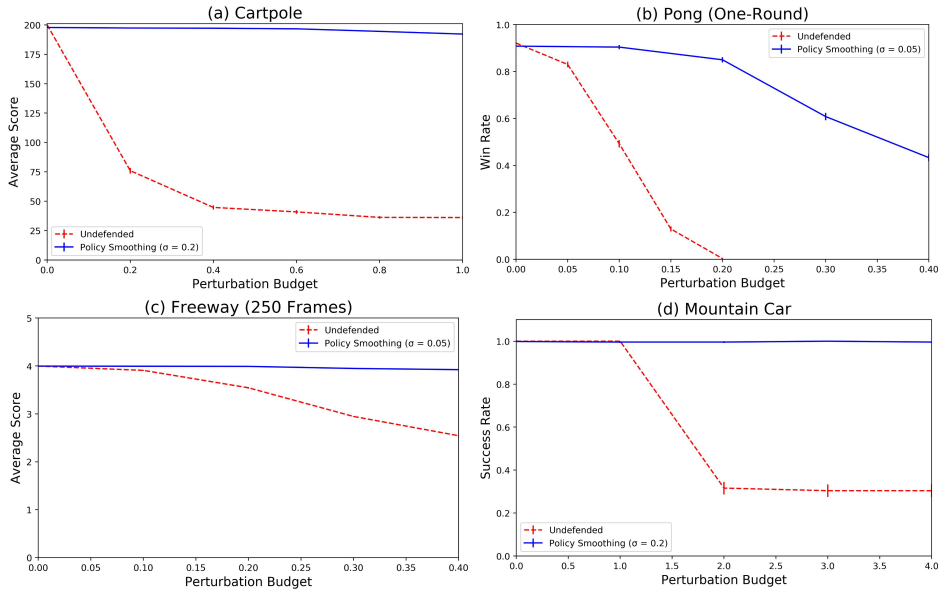 (a) Cartpole
200
175
150
125
100
75
50
25
0
Average Score
Undefended
Policy Smoothing (σ = 0.2)
0.0 0.2 0.4 0.6 0.8 1.0
Perturbation Budget
(b) Pong (One-Round)
1.0
0.8
0.6
0.4
0.2
0.0
Win Rate
Undefended
Policy Smoothing (σ = 0.05)
0.00 0.05 0.10 0.15 0.20 0.25 0.30 0.35 0.40
Perturbation Budget
(c) Freeway (250 Frames)
5
4
3
2
1
0
Average Score
Undefended
Policy Smoothing (σ = 0.05)
0.00 0.05 0.10 0.15 0.20 0.25 0.30 0.35 0.40
Perturbation Budget
(d) Mountain Car
1.0
0.8
0.6
0.4
0.2
0.0
Success Rate
Undefended
Policy Smoothing (σ = 0.2)
0.0 0.5 1.0 1.5 2.0 2.5 3.0 3.5 4.0
Perturbation Budget